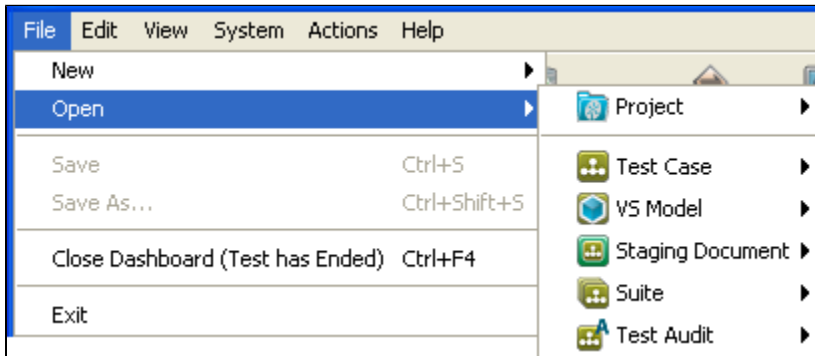 File Edit View System Actions Help
New
Open
Project
Save Ctrl+S
Test Case
Save As... Ctrl+Shift+S
VS Model
Close Dashboard (Test has Ended) Ctrl+F4
Staging Document
Exit
Suite
Test Audit